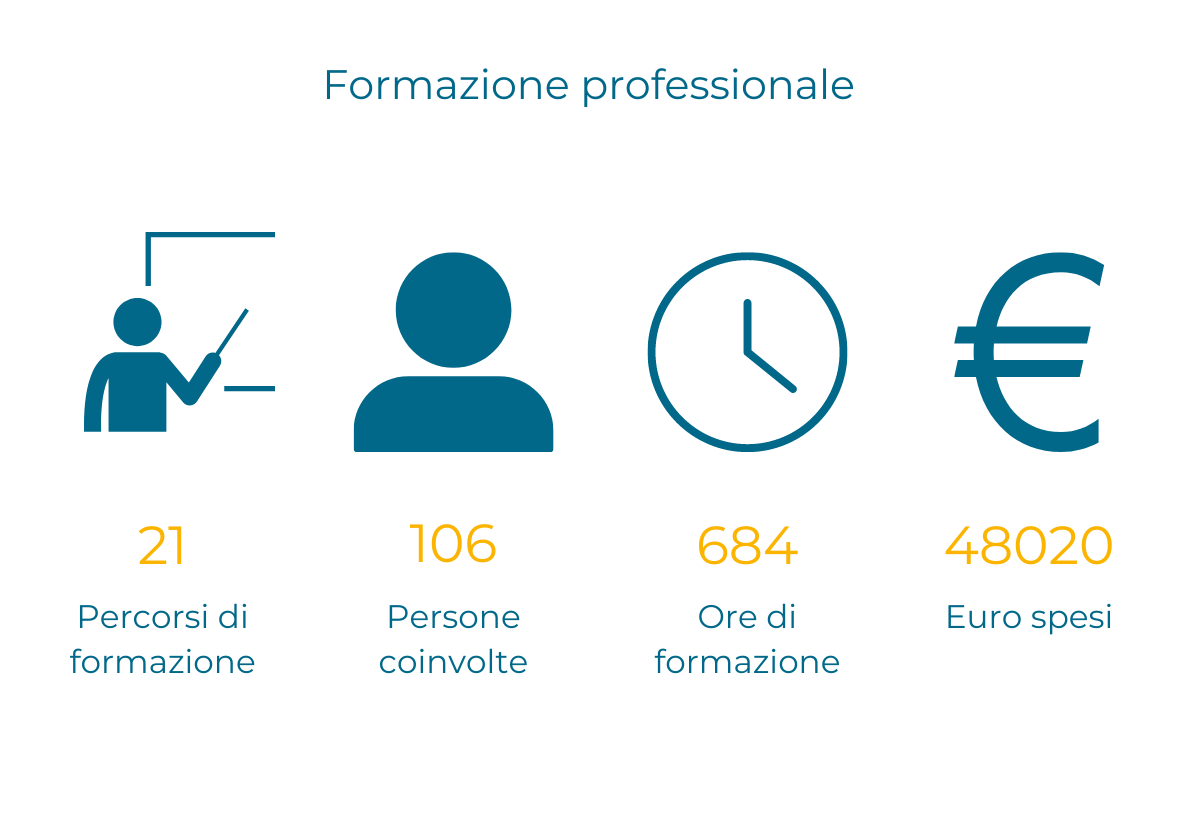 Formazione professionale
21
Percorsi di
formazione
106
Persone
coinvolte
684
Ore di
formazione
48020
Euro spesi